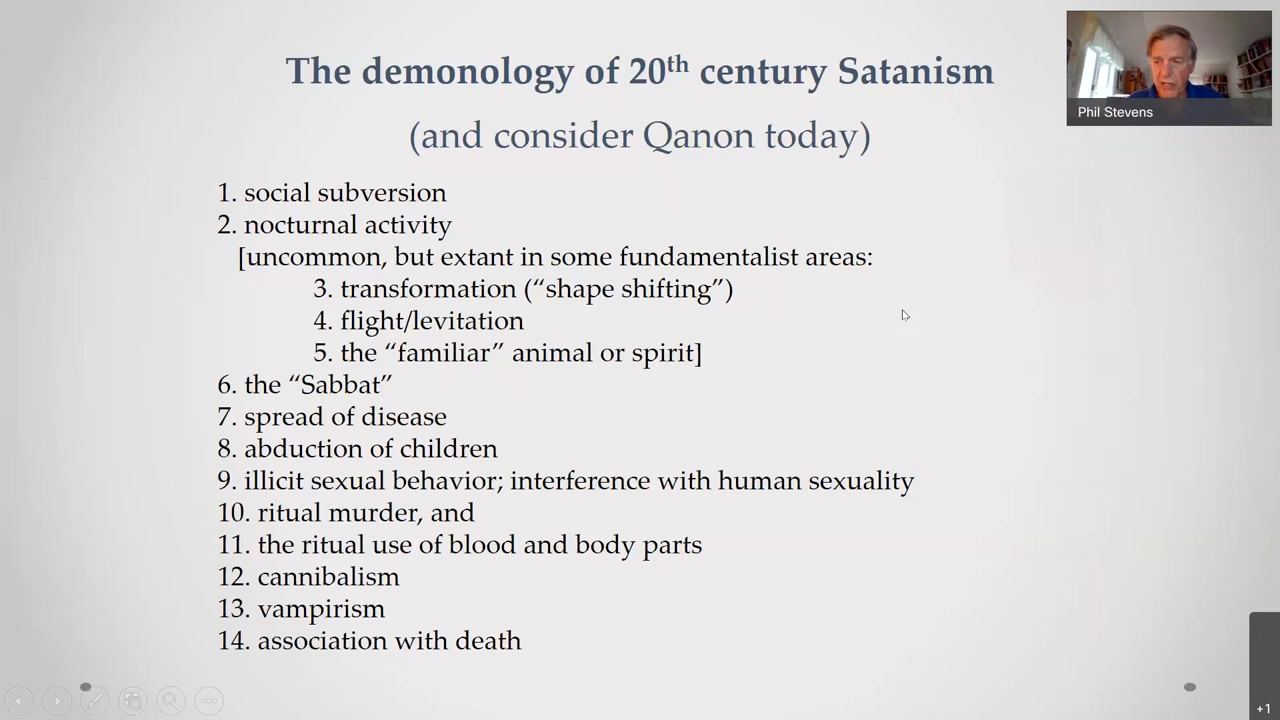 The demonology of 20th century Satanism
Phil Stevens
(and consider Qanon today)
1. social subversion
2. nocturnal activity
[uncommon, but extant in some fundamentalist areas:
3. transformation (“shape shifting”)
4. flight/levitation
5. the “familiar” animal or spirit]
6. the “Sabbat”
7. spread of disease
8. abduction of children
9. illicit sexual behavior; interference with human sexuality
10. ritual murder, and
11. the ritual use of blood and body parts
12. cannibalism
13. vampirism
14. association with death
+1